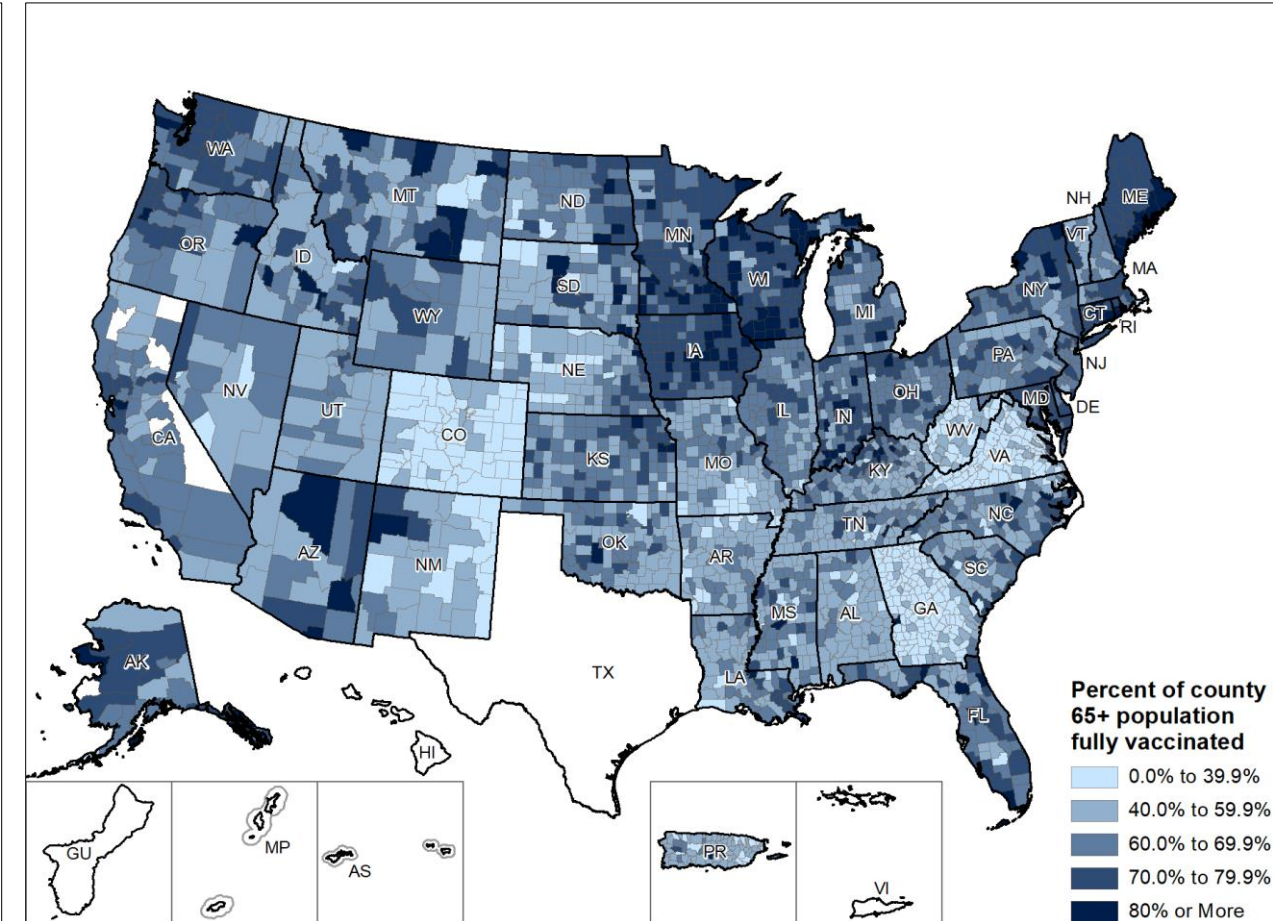 WA
MT
ND
MN
ME
NH
VT
OR
ID
SD
WI
MI
NY
MA
WY
CT
RI
NE
IA
PA
NJ
NV
UT
CO
IL
IN
OH
MD
DE
CA
KS
MO
WV
VA
KY
AZ
NM
OK
AR
TN
NC
SC
MS
AL
GA
AK
TX
LA
FL
HI
GU
MP
AS
PR
VI
Percent of county
65+ population
fully vaccinated
0.0% to 39.9%
40.0% to 59.9%
60.0% to 69.9%
70.0% to 79.9%
80% or More